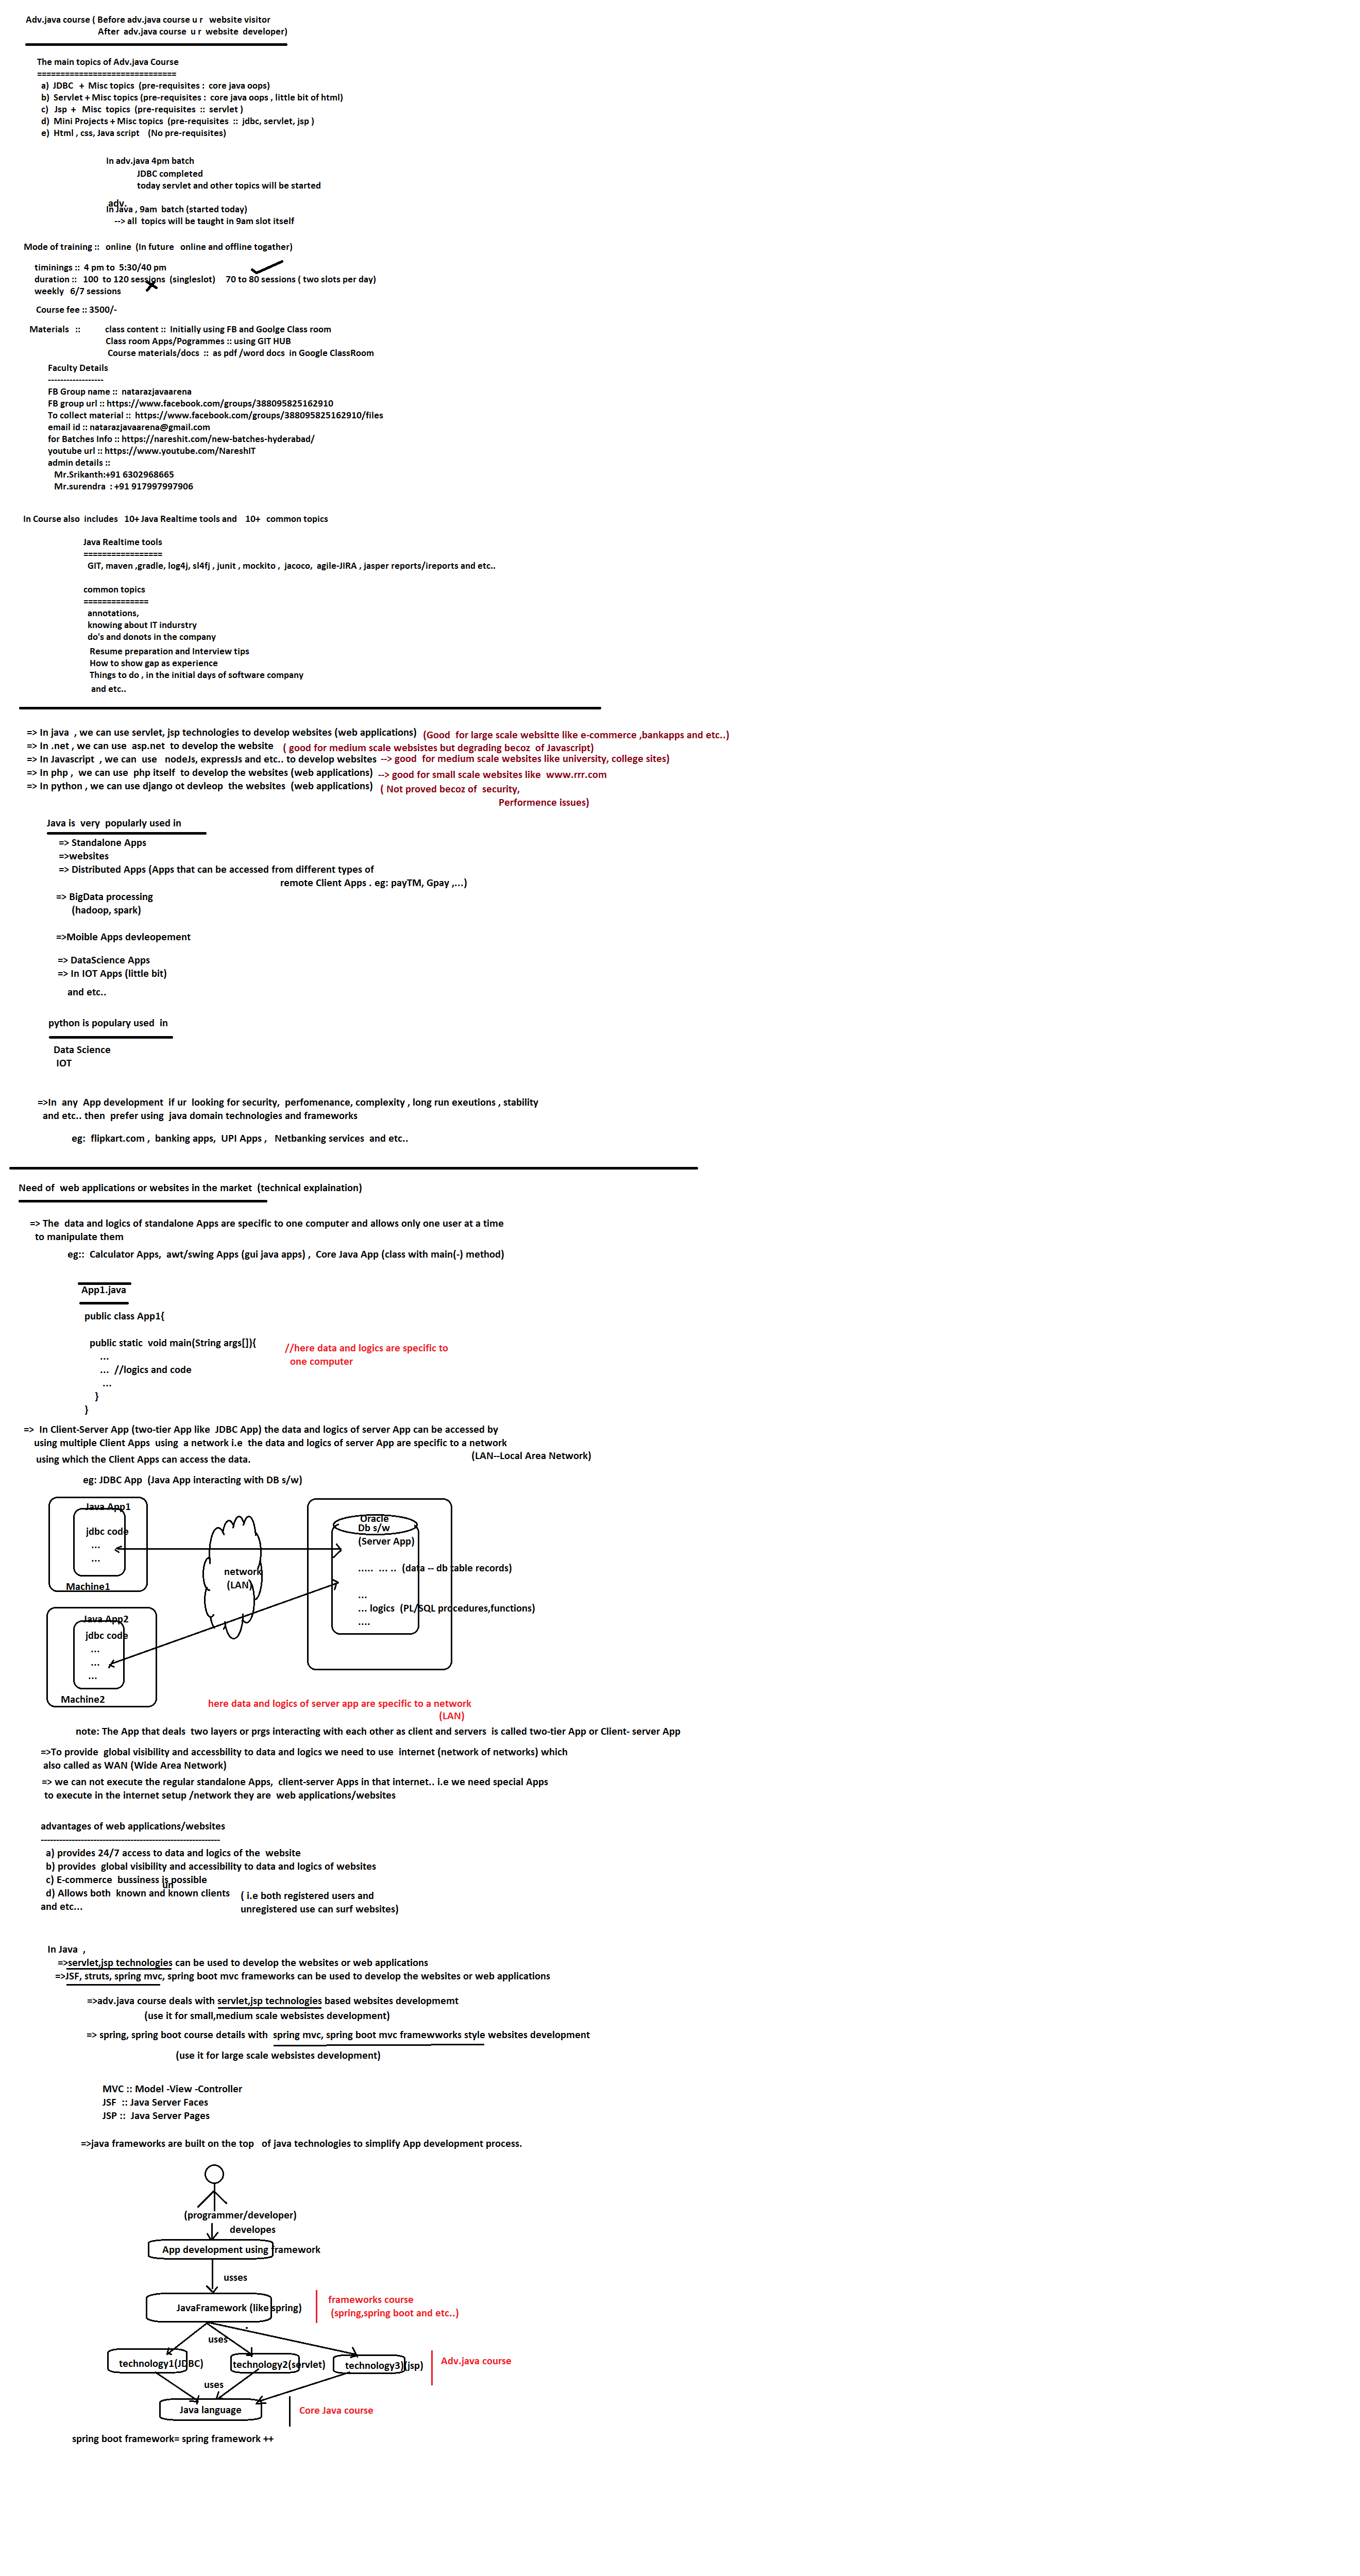 Adv.java course ( Before adv.java course u r website visitor
After adv.java course u r website developer)
The main topics of Adv.java Course
==============================
a) JDBC + Misc topics (pre-requisites : core java oops)
b) Servlet + Misc topics (pre-requisites : core java oops , little bit of html)
c) Jsp + Misc topics (pre-requisites :: servlet )
d) Mini Projects + Misc topics (pre-requisites :: jdbc, servlet, jsp )
e) Html , css, Java script (No pre-requisites)
In adv.java 4pm batch
JDBC completed
today servlet and other topics will be started
adv.
In Java , 9am batch (started today)
--> all topics will be taught in 9am slot itself
Mode of training :: online (In future online and offline togather)
timinings :: 4 pm to 5:30/40 pm
duration :: 100 to 120 sessions (singleslot) 70 to 80 sessions ( two slots per day)
weekly 6/7 sessions
Course fee :: 3500/-
Materials :: class content :: Initially using FB and Goolge Class room
Class room Apps/Pogrammes :: using GIT HUB
Course materials/docs :: as pdf /word docs in Google ClassRoom
Faculty Details
------------------
FB Group name :: natarazjavaarena
FB group url :: https://www.facebook.com/groups/388095825162910
To collect material :: https://www.facebook.com/groups/388095825162910/files
email id :: natarazjavaarena@gmail.com
for Batches Info :: https://nareshit.com/new-batches-hyderabad/
youtube url :: https://www.youtube.com/NareshIT
admin details ::
Mr.Srikanth:+91 6302968665
Mr.surendra : +91 917997997906
In Course also includes 10+ Java Realtime tools and 10+ common topics
Java Realtime tools
=================
GIT, maven ,gradle, log4j, sl4fj , junit , mockito , jacoco, agile-JIRA , jasper reports/ireports and etc..
common topics
==============
annotations,
knowing about IT indurstry
do's and donots in the company
Resume preparation and Interview tips
How to show gap as experience
Things to do , in the initial days of software company
and etc..
=> In java , we can use servlet, jsp technologies to develop websites (web applications) (Good for large scale websitte like e-commerce ,bankapps and etc..)
=> In .net , we can use asp.net to develop the website ( good for medium scale websistes but degrading becoz of Javascript)
=> In Javascript , we can use nodeJs, expressJs and etc.. to develop websites --> good for medium scale websites like university, college sites)
=> In php , we can use php itself to develop the websites (web applications) --> good for small scale websites like www.rrr.com
=> In python , we can use django ot devleop the websites (web applications) ( Not proved becoz of security,
Performence issues)
Java is very popularly used in
=> Standalone Apps
=>websites
=> Distributed Apps (Apps that can be accessed from different types of
remote Client Apps . eg: payTM, Gpay ,...)
=> BigData processing
(hadoop, spark)
=>Moible Apps devleopement
=> DataScience Apps
=> In IOT Apps (little bit)
and etc..
python is populary used in
Data Science
IOT
=>In any App development if ur looking for security, perfomenance, complexity , long run exeutions , stability
and etc.. then prefer using java domain technologies and frameworks
eg: flipkart.com , banking apps, UPI Apps , Netbanking services and etc..
Need of web applications or websites in the market (technical explaination)
=> The data and logics of standalone Apps are specific to one computer and allows only one user at a time
to manipulate them
eg:: Calculator Apps, awt/swing Apps (gui java apps) , Core Java App (class with main(-) method)
App1.java
public class App1{
public static void main(String args[]){ //here data and logics are specific to
... one computer
... //logics and code
...
}
}
=> In Client-Server App (two-tier App like JDBC App) the data and logics of server App can be accessed by
using multiple Client Apps using a network i.e the data and logics of server App are specific to a network
(LAN--Local Area Network)
using which the Client Apps can access the data.
eg: JDBC App (Java App interacting with DB s/w)
Java App1
jdbc code
...
...
Machine1
network
(LAN)
Oracle
Db s/w
(Server App)
..... ... .. (data -- db table records)
...
... logics (PL/SQL procedures,functions)
....
Java App2
jdbc code
...
...
...
Machine2
here data and logics of server app are specific to a network
(LAN)
note: The App that deals two layers or prgs interacting with each other as client and servers is called two-tier App or Client- server App
=>To provide global visibility and accessbility to data and logics we need to use internet (network of networks) which
also called as WAN (Wide Area Network)
=> we can not execute the regular standalone Apps, client-server Apps in that internet.. i.e we need special Apps
to execute in the internet setup /network they are web applications/websites
advantages of web applications/websites
-----------------------------------------------------------
a) provides 24/7 access to data and logics of the website
b) provides global visibility and accessibility to data and logics of websites
c) E-commerce bussiness is possible
un
d) Allows both known and known clients ( i.e both registered users and
and etc... unregistered use can surf websites)
In Java ,
=>servlet,jsp technologies can be used to develop the websites or web applications
=>JSF, struts, spring mvc, spring boot mvc frameworks can be used to develop the websites or web applications
=>adv.java course deals with servlet,jsp technologies based websites developmemt
(use it for small,medium scale websistes development)
=> spring, spring boot course details with spring mvc, spring boot mvc framewworks style websites development
(use it for large scale websistes development)
MVC :: Model -View -Controller
JSF :: Java Server Faces
JSP :: Java Server Pages
=>java frameworks are built on the top of java technologies to simplify App development process.
(programmer/developer)
developes
App development using framework
usses
JavaFramework (like spring)
frameworks course
(spring,spring boot and etc..)
uses
technology1(JDBC) technology2(servlet) technology3)(jsp) Adv.java course
uses
Java language Core Java course
spring boot framework= spring framework ++